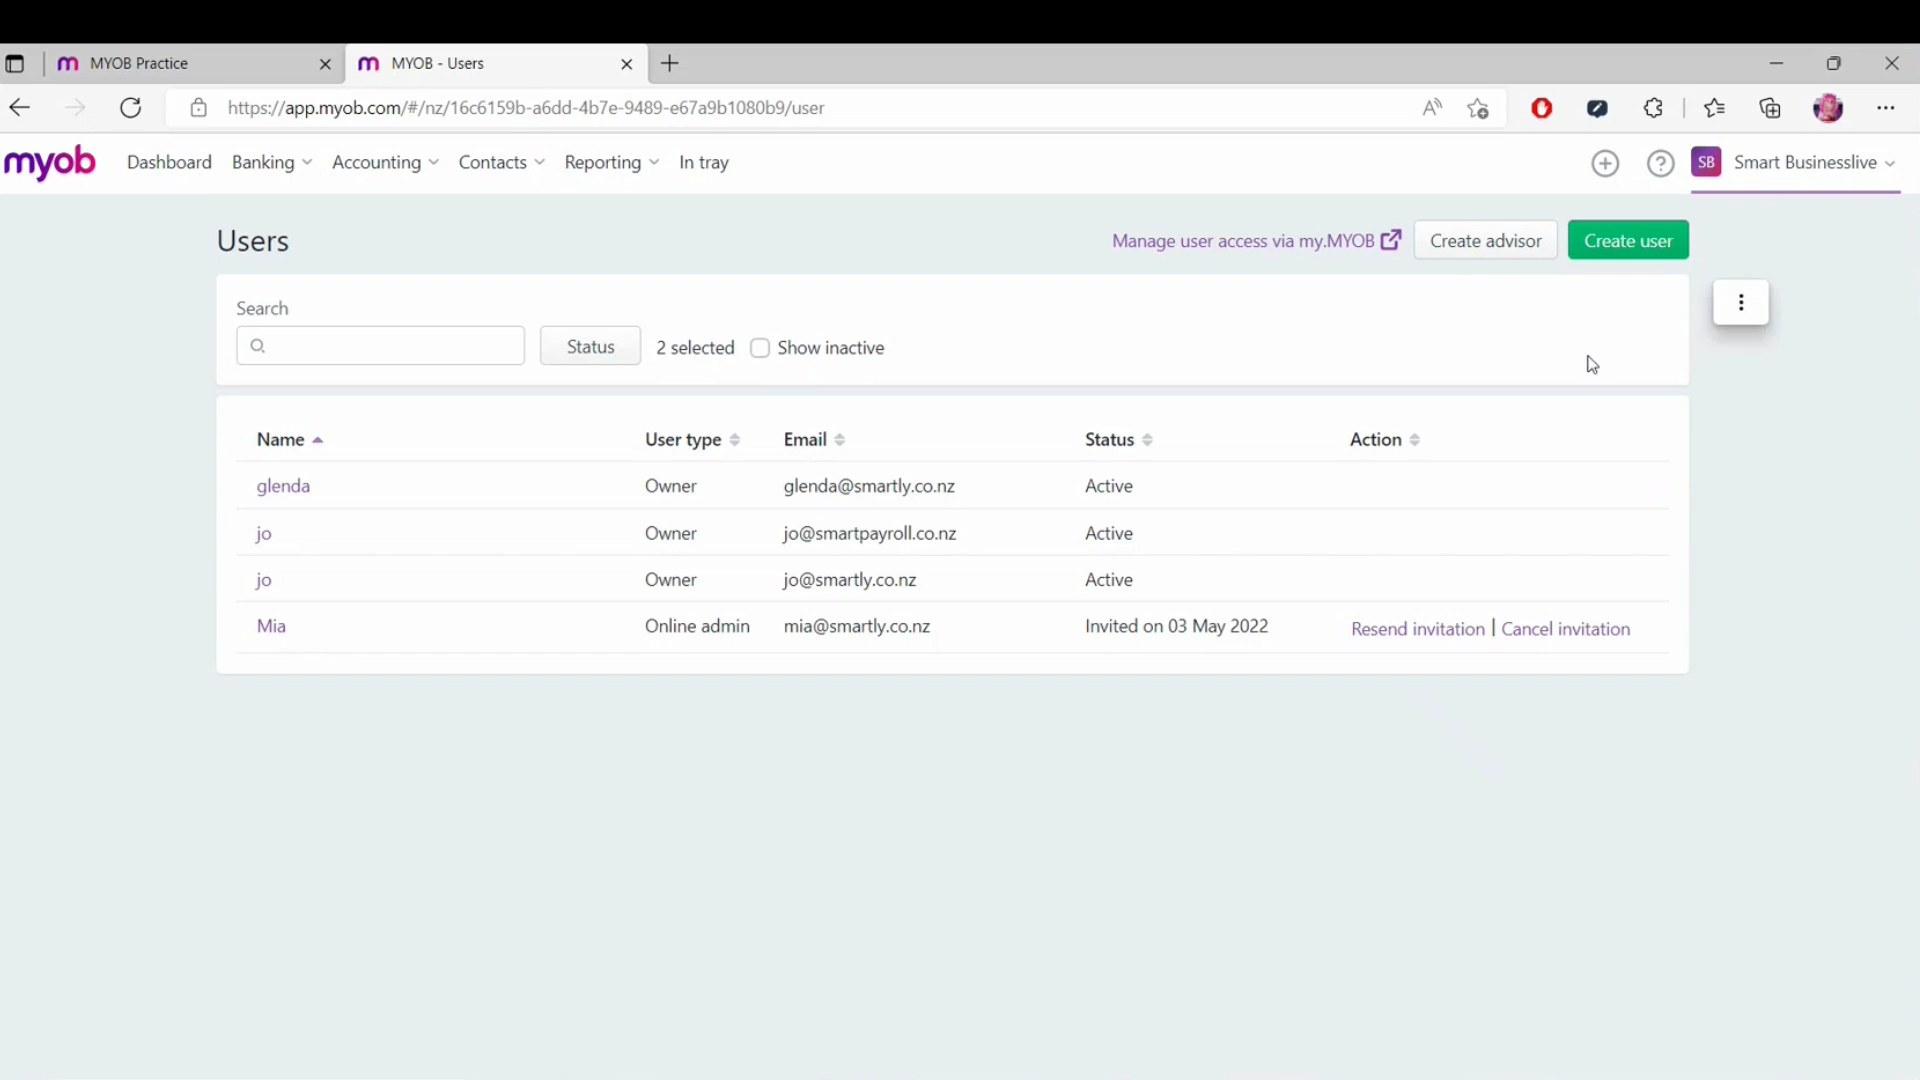 MYOB Practice
MYOB - Users
https://app.myob.com/#/nz/16c6159b-a6dd-4b7e-9489-e67a9b1080b9/user
myob Dashboard Banking Accounting Contacts Reporting In tray SB Smart Businesslive
Users Manage user access via my.MYOB Create advisor Create user
Search
Status 2 selected Show inactive
Name User type Email Status Action
glenda Owner glenda@smartly.co.nz Active
jo Owner jo@smartpayroll.co.nz Active
jo Owner jo@smartly.co.nz Active
Mia Online admin mia@smartly.co.nz Invited on 03 May 2022 Resend invitation | Cancel invitation